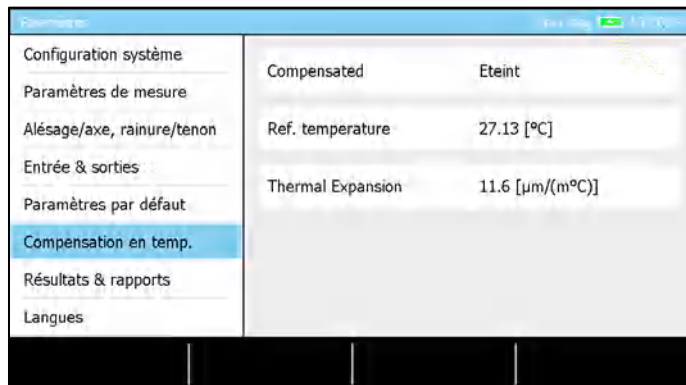 Paramètres
Configuration système
Paramètres de mesure
Alésage/axe, rainure/tenon
Entrée & sorties
Paramètres par défaut
Compensation en temp.
Résultats & rapports
Langues
Compensated Eteint
Ref. temperature 27.13 [ºC]
Thermal Expansion 11.6 [µm/(mºC)]